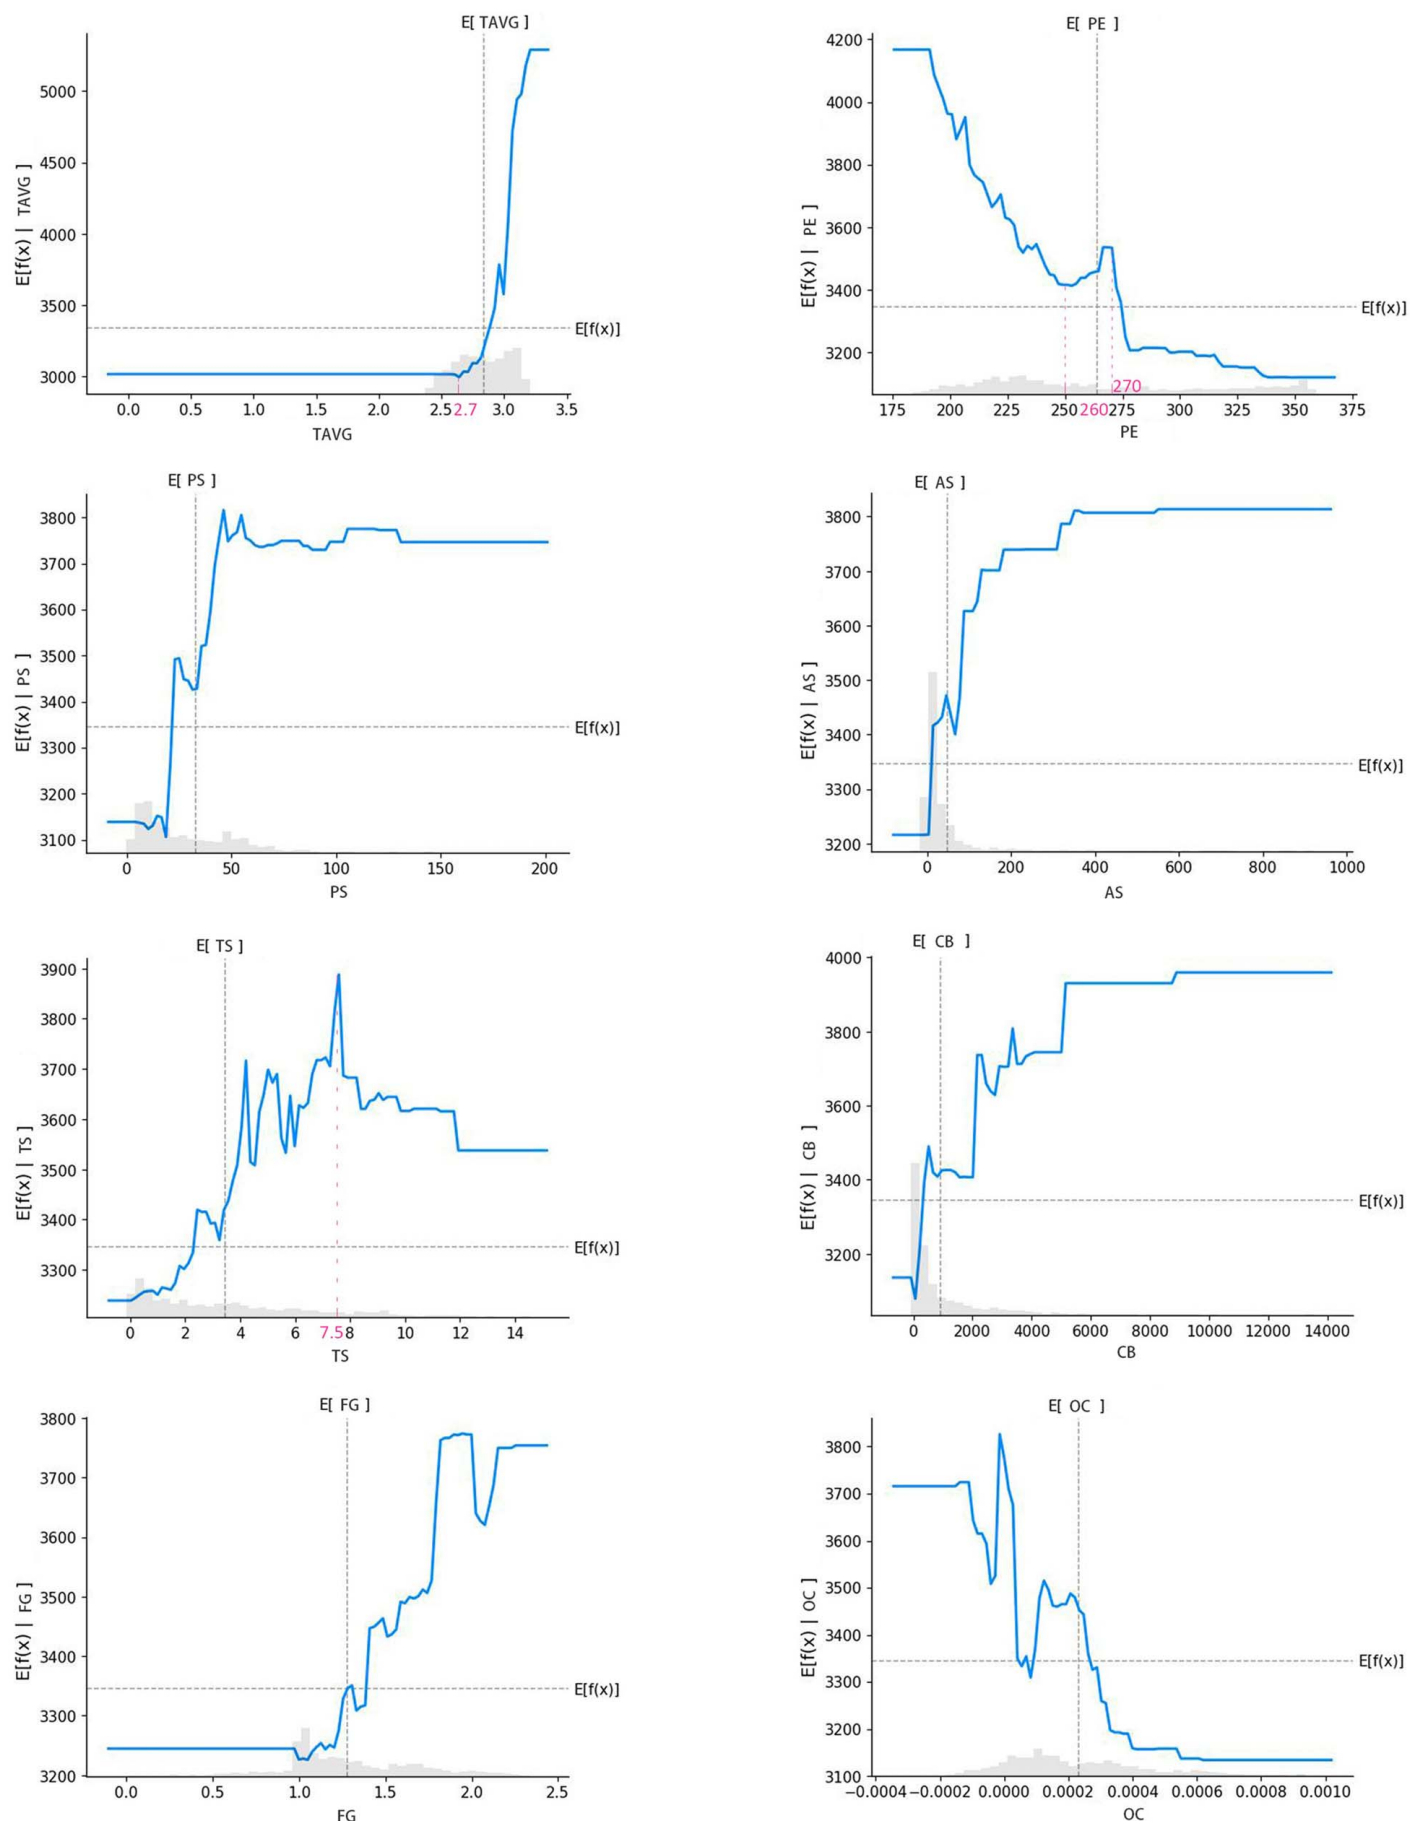 E[ TAVG ]
5000
4500
4000
3500
3000
E[f(x) | TAVG ]
E[f(x)]
0.0 0.5 1.0 1.5 2.0 2.5 2.7 3.0 3.5
TAVG
E[ PE ]
4200
4000
3800
3600
3400
3200
E[f(x) | PE ]
E[f(x)]
270
175 200 225 250 260 275 300 325 350 375
PE
E[ PS ]
3800
3700
3600
3500
3400
3300
3200
3100
E[f(x) | PS ]
E[f(x)]
0 50 100 150 200
PS
E[ AS ]
3800
3700
3600
3500
3400
3300
3200
E[f(x) | AS ]
E[f(x)]
0 200 400 600 800 1000
AS
E[ TS ]
3900
3800
3700
3600
3500
3400
3300
E[f(x) | TS ]
E[f(x)]
0 2 4 6 7.5 8 10 12 14
TS
E[ CB ]
4000
3800
3600
3400
3200
E[f(x) | CB ]
E[f(x)]
0 2000 4000 6000 8000 10000 12000 14000
CB
E[ FG ]
3800
3700
3600
3500
3400
3300
3200
E[f(x) | FG ]
E[f(x)]
0.0 0.5 1.0 1.5 2.0 2.5
FG
E[ OC ]
3800
3700
3600
3500
3400
3300
3200
3100
E[f(x) | OC ]
E[f(x)]
−0.0004 −0.0002 0.0000 0.0002 0.0004 0.0006 0.0008 0.0010
OC